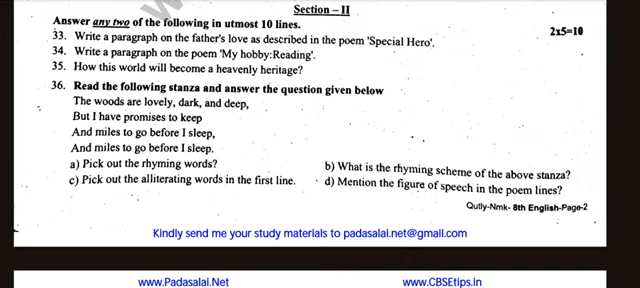 Section – II
Answer any two of the following in utmost 10 lines.
2x5=10
33. Write a paragraph on the father's love as described in the poem 'Special Hero'.
34. Write a paragraph on the poem 'My hobby:Reading'.
35. How this world will become a heavenly heritage?
36. Read the following stanza and answer the question given below
The woods are lovely, dark, and deep,
But I have promises to keep
And miles to go before I sleep,
And miles to go before I sleep.
a) Pick out the rhyming words?
b) What is the rhyming scheme of the above stanza?
c) Pick out the alliterating words in the first line.
d) Mention the figure of speech in the poem lines?
Qutly-Nmk- 8th English-Page-2
Kindly send me your study materials to padasalai.net@gmail.com
www.Padasalai.Net
www.CBSEtips.in